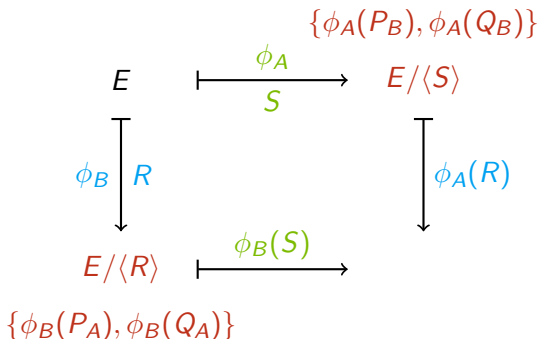 {ϕ_A(P_B), ϕ_A(Q_B)}
E ϕ_A E/⟨S⟩
S
ϕ_B R ϕ_A(R)
E/⟨R⟩ ϕ_B(S)
{ϕ_B(P_A), ϕ_B(Q_A)}